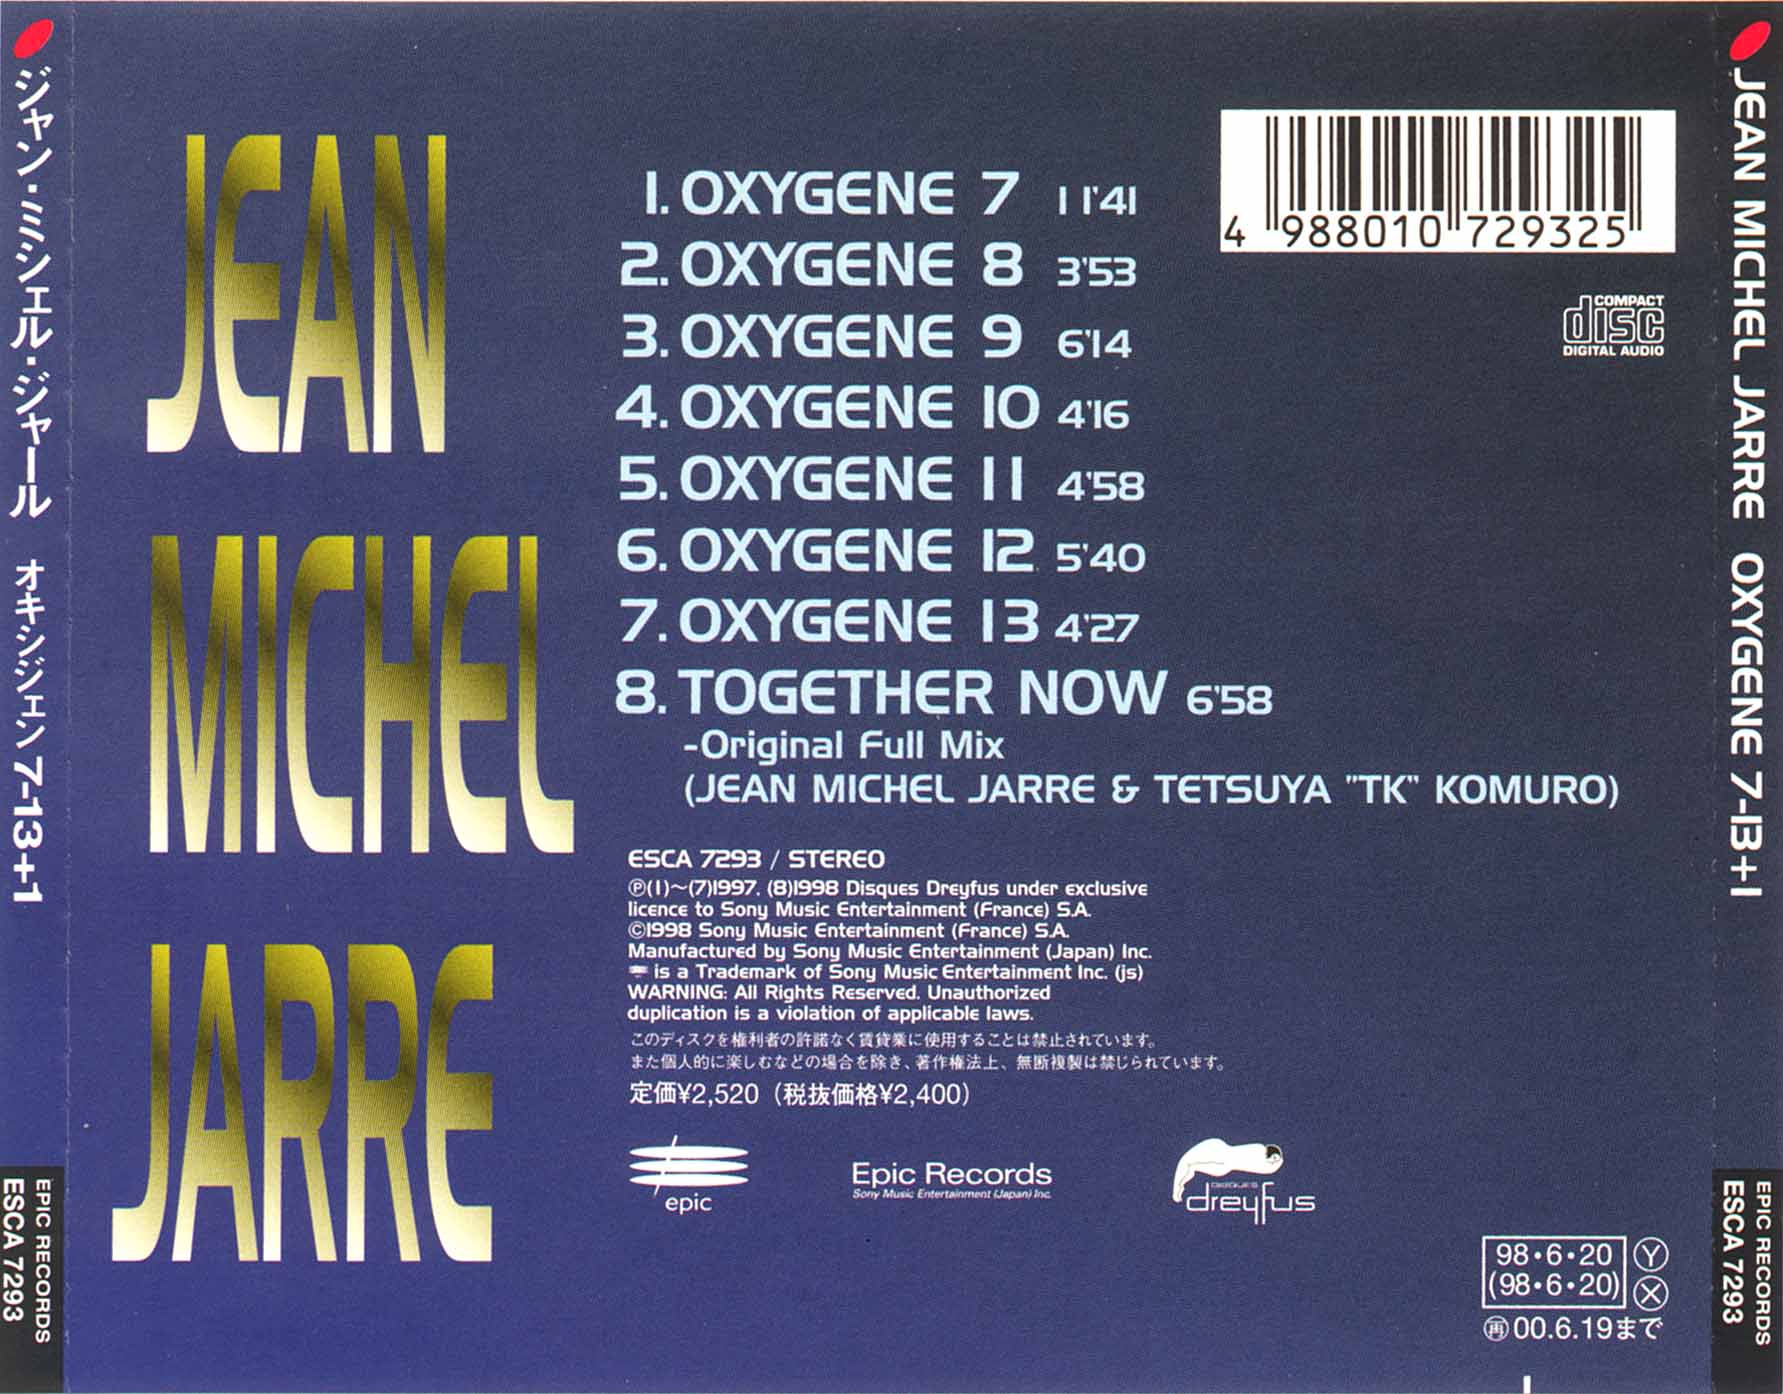 ジャン・ミシェル・ジャール オキシジェン7-13+1
EPIC RECORDS
ESCA 7293
JEAN
MICHEL
JARRE
1. OXYGENE 7 11'41
2. OXYGENE 8 3'53
3. OXYGENE 9 6'14
4. OXYGENE 10 4'16
5. OXYGENE 11 4'58
6. OXYGENE 12 5'40
7. OXYGENE 13 4'27
8. TOGETHER NOW 6'58
-Original Full Mix
(JEAN MICHEL JARRE & TETSUYA "TK" KOMURO)
ESCA 7293 / STEREO
Ⓟ(1)～(7)1997. (8)1998 Disques Dreyfus under exclusive
licence to Sony Music Entertainment (France) S.A.
©1998 Sony Music Entertainment (France) S.A.
Manufactured by Sony Music Entertainment (Japan) Inc.
is a Trademark of Sony Music Entertainment Inc. (js)
WARNING: All Rights Reserved. Unauthorized
duplication is a violation of applicable laws.
このディスクを権利者の許諾なく賃貸業に使用することは禁止されています。
また個人的に楽しむなどの場合を除き、著作権法上、無断複製は禁じられています。
定価¥2,520（税抜価格¥2,400）
epic
Epic Records
Sony Music Entertainment (Japan) Inc.
DISQUES
dreyfus
4 988010 729325
COMPACT
disc
DIGITAL AUDIO
98・6・20 Ⓨ
(98・6・20) Ⓧ
㊢00.6.19まで
JEAN MICHEL JARRE OXYGENE 7-13+1
EPIC RECORDS
ESCA 7293